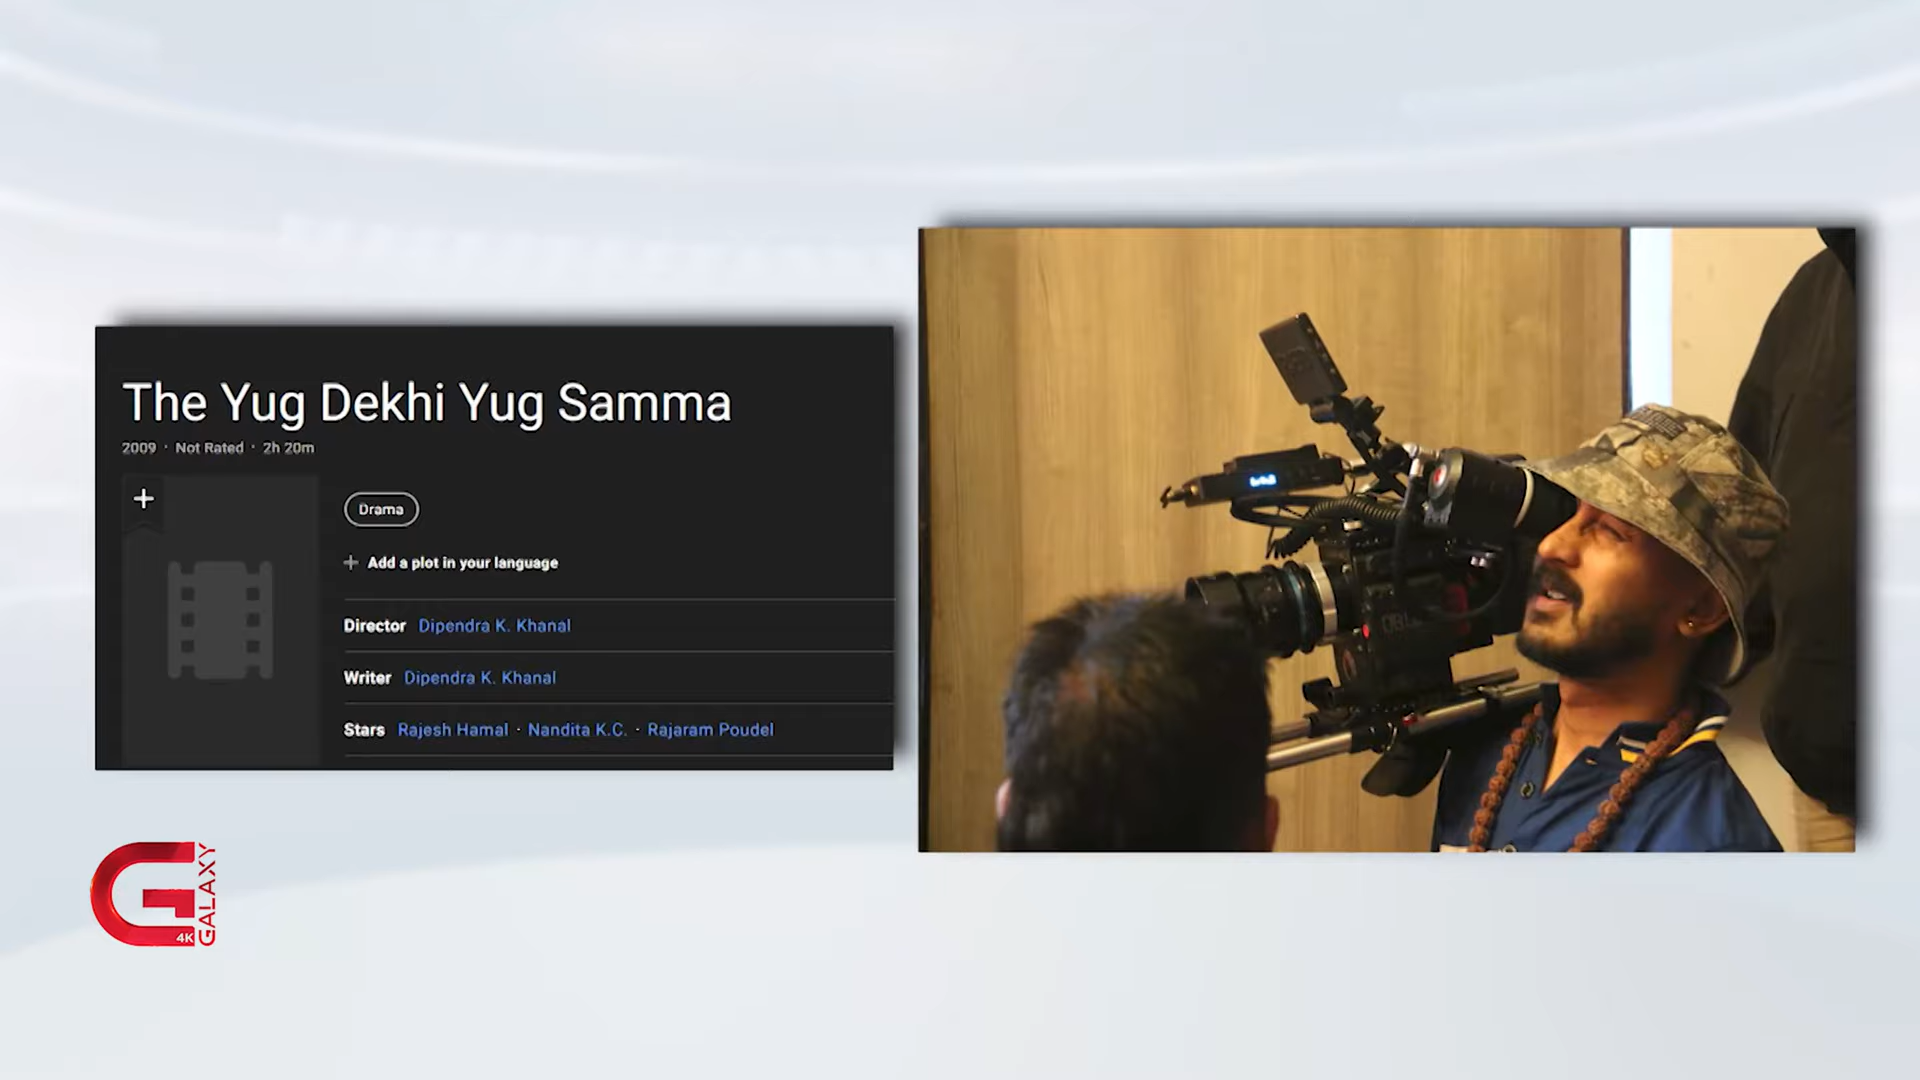 The Yug Dekhi Yug Samma
2009 · Not Rated · 2h 20m
+
Drama
+ Add a plot in your language
Director Dipendra K. Khanal
Writer Dipendra K. Khanal
Stars Rajesh Hamal · Nandita K.C. · Rajaram Poudel
4K GALAXY